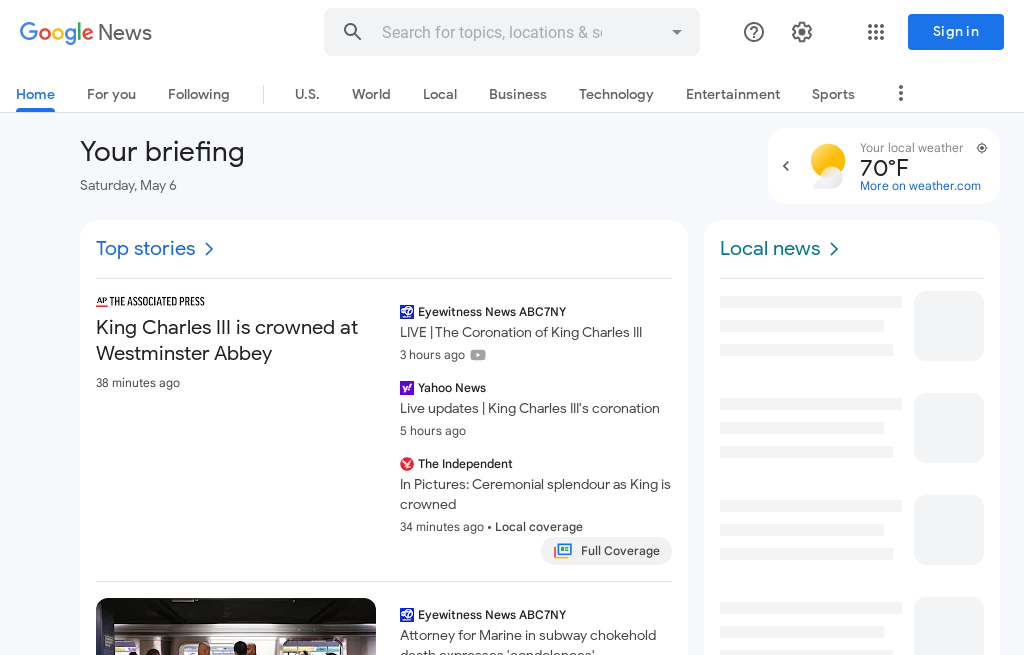 Google News
Search for topics, locations & so
Sign in
Home
For you
Following
U.S.
World
Local
Business
Technology
Entertainment
Sports
Your briefing
Saturday, May 6
Your local weather
70°F
More on weather.com
Top stories
AP THE ASSOCIATED PRESS
King Charles III is crowned at
Westminster Abbey
38 minutes ago
Eyewitness News ABC7NY
LIVE | The Coronation of King Charles III
3 hours ago
Yahoo News
Live updates | King Charles III's coronation
5 hours ago
The Independent
In Pictures: Ceremonial splendour as King is
crowned
34 minutes ago • Local coverage
Full Coverage
Eyewitness News ABC7NY
Attorney for Marine in subway chokehold
death expresses 'condolences'
Local news